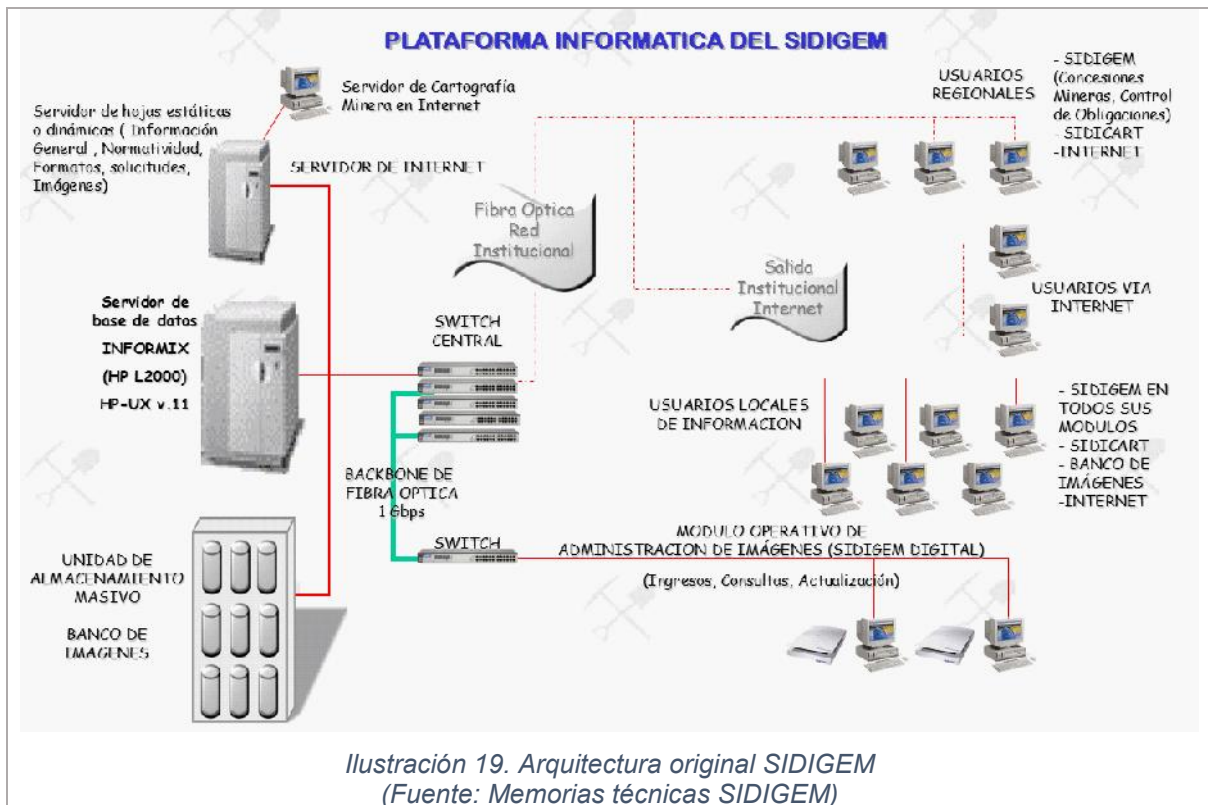 PLATAFORMA INFORMATICA DEL SIDIGEM
Servidor de Cartografía
Minera en Internet
Servidor de hojas estáticas
o dinámicas ( Información
General , Normatividad,
Formatos, solicitudes,
Imágenes)
SERVIDOR DE INTERNET
Fibra Optica
Red
Institucional
USUARIOS
REGIONALES
- SIDIGEM
(Concesiones
Mineras, Control
de Obligaciones)
- SIDICART
-INTERNET
Salida
Institucional
Internet
USUARIOS VIA
INTERNET
Servidor de
base de datos
INFORMIX
(HP L2000)
HP-UX v.11
SWITCH
CENTRAL
USUARIOS LOCALES
DE INFORMACION
- SIDIGEM EN
TODOS SUS
MODULOS
- SIDICART
- BANCO DE
IMÁGENES
-INTERNET
BACKBONE DE
FIBRA OPTICA
1 Gbps
SWITCH
MODULO OPERATIVO DE
ADMINISTRACION DE IMÁGENES (SIDIGEM DIGITAL)
(Ingresos, Consultas, Actualización)
UNIDAD DE
ALMACENAMIENTO
MASIVO
BANCO DE
IMAGENES
Ilustración 19. Arquitectura original SIDIGEM
(Fuente: Memorias técnicas SIDIGEM)